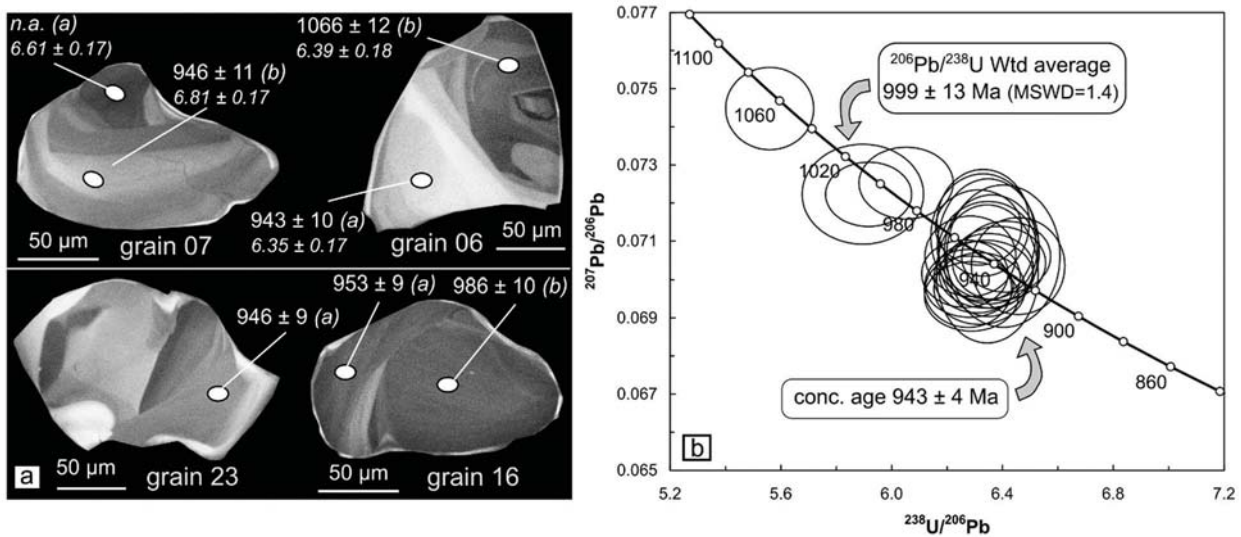 n.a. (a)
6.61 ± 0.17)
946 ± 11 (b)
6.81 ± 0.17
50 µm
grain 07
1066 ± 12 (b)
6.39 ± 0.18
943 ± 10 (a)
6.35 ± 0.17
grain 06
50 µm
946 ± 9 (a)
a
50 µm
grain 23
953 ± 9 (a)
986 ± 10 (b)
50 µm
grain 16
0.077
0.075
0.073
0.071
0.069
0.067
0.065
207Pb/206Pb
1100
1060
1020
980
940
900
860
206Pb/238U Wtd average
999 ± 13 Ma (MSWD=1.4)
conc. age 943 ± 4 Ma
b
5.2
5.6
6.0
6.4
6.8
7.2
238U/206Pb